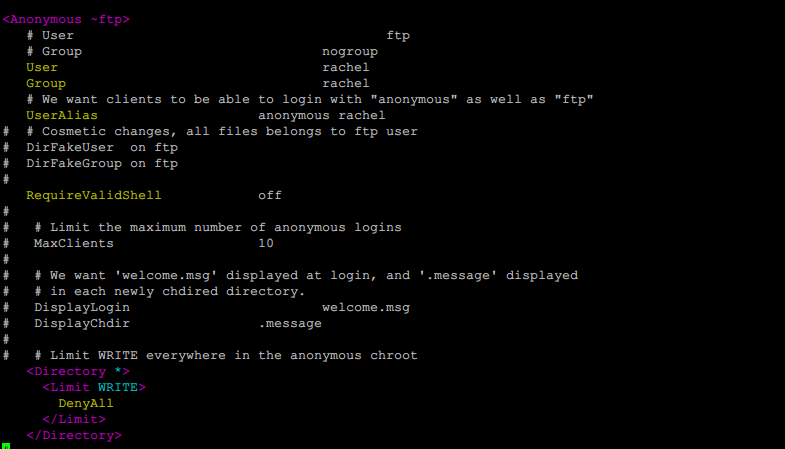 <Anonymous ~ftp>
# User ftp
# Group nogroup
User rachel
Group rachel
# We want clients to be able to login with "anonymous" as well as "ftp"
UserAlias anonymous rachel
# # Cosmetic changes, all files belongs to ftp user
# DirFakeUser on ftp
# DirFakeGroup on ftp
#
RequireValidShell off
#
# # Limit the maximum number of anonymous logins
# MaxClients 10
#
# # We want 'welcome.msg' displayed at login, and '.message' displayed
# # in each newly chdired directory.
# DisplayLogin welcome.msg
# DisplayChdir .message
#
# # Limit WRITE everywhere in the anonymous chroot
<Directory *>
<Limit WRITE>
DenyAll
</Limit>
</Directory>